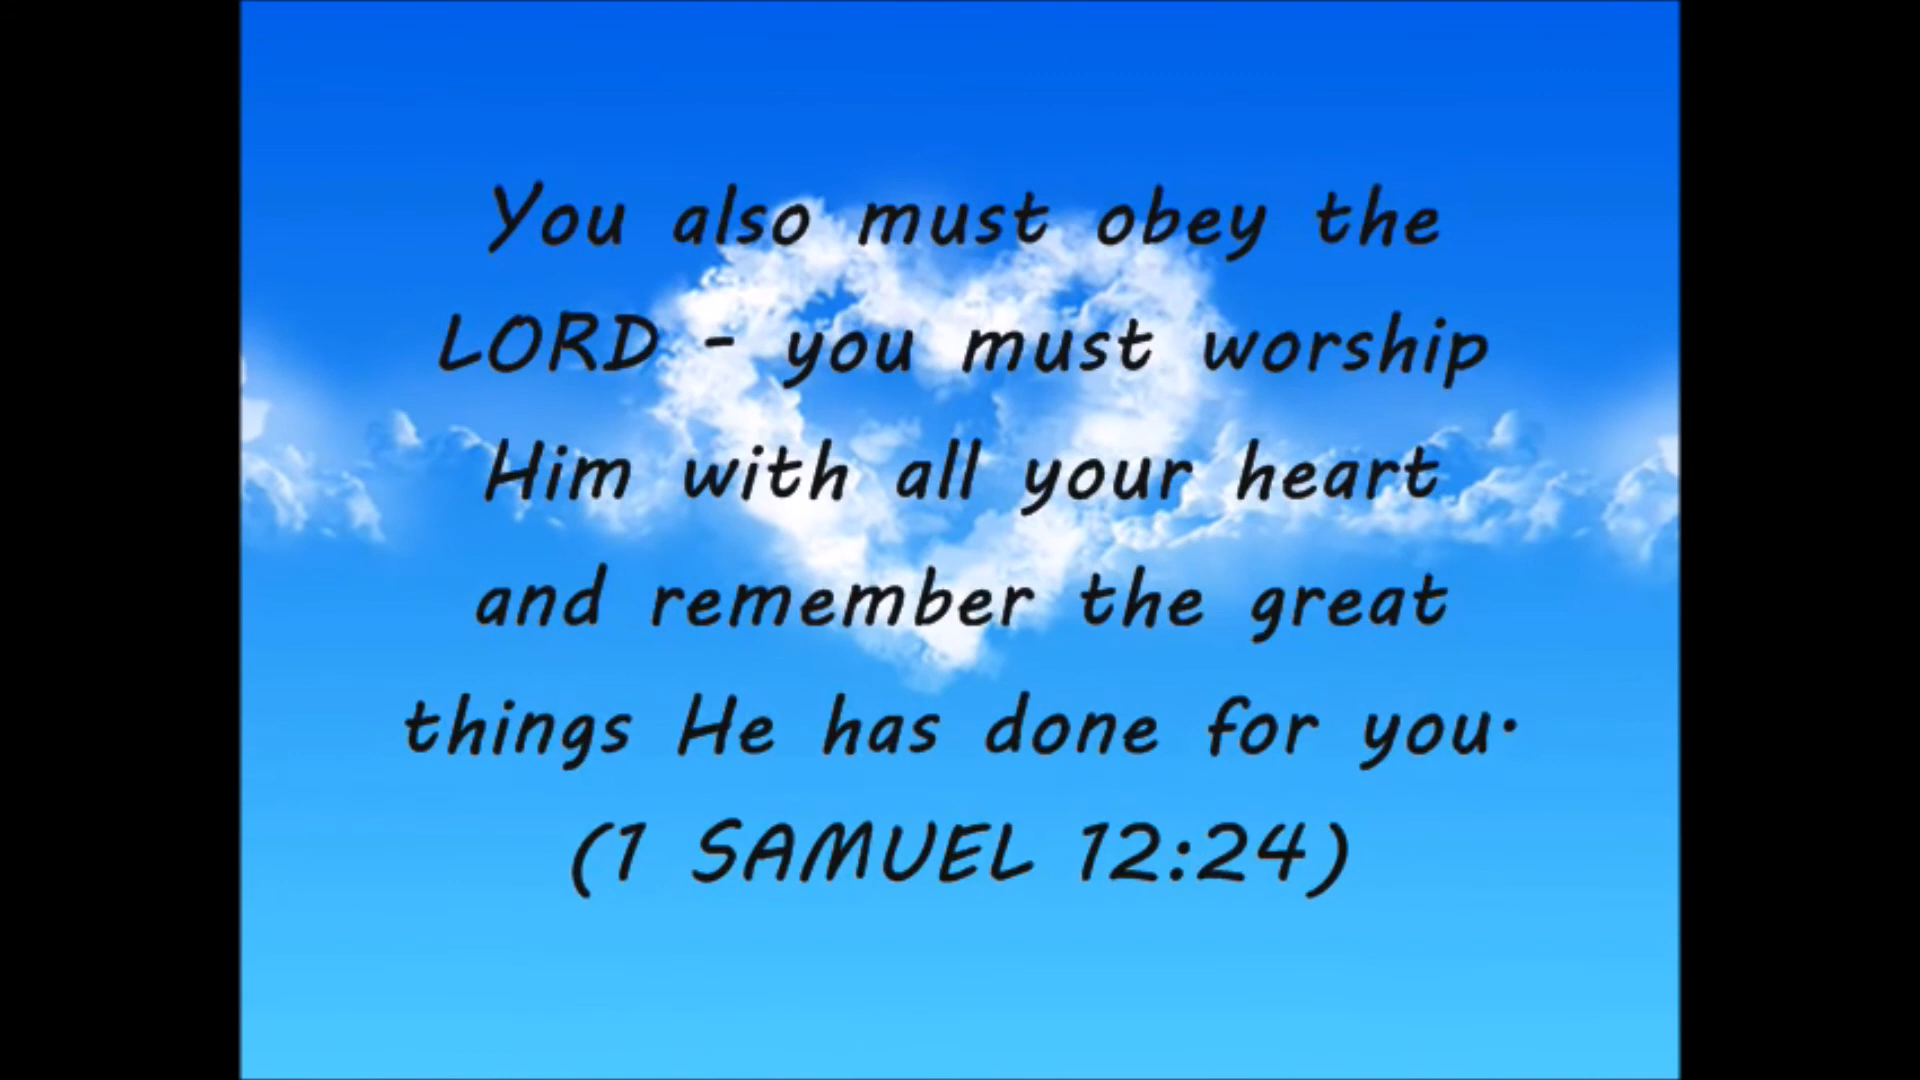 You also must obey the
LORD - you must worship
Him with all your heart
and remember the great
things He has done for you.
(1 SAMUEL 12:24)